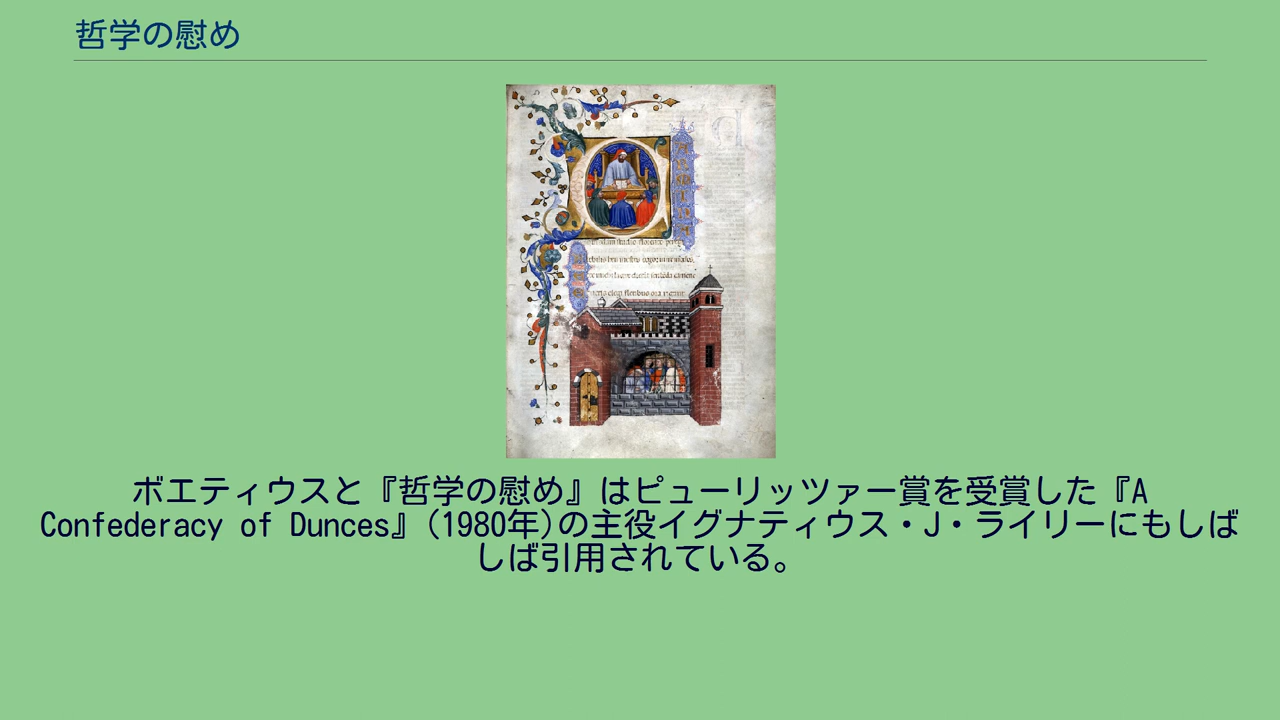 哲学の慰め
ボエティウスと『哲学の慰め』はピューリッツァー賞を受賞した『A
Confederacy of Dunces』(1980年)の主役イグナティウス・J・ライリーにもしば
しば引用されている。